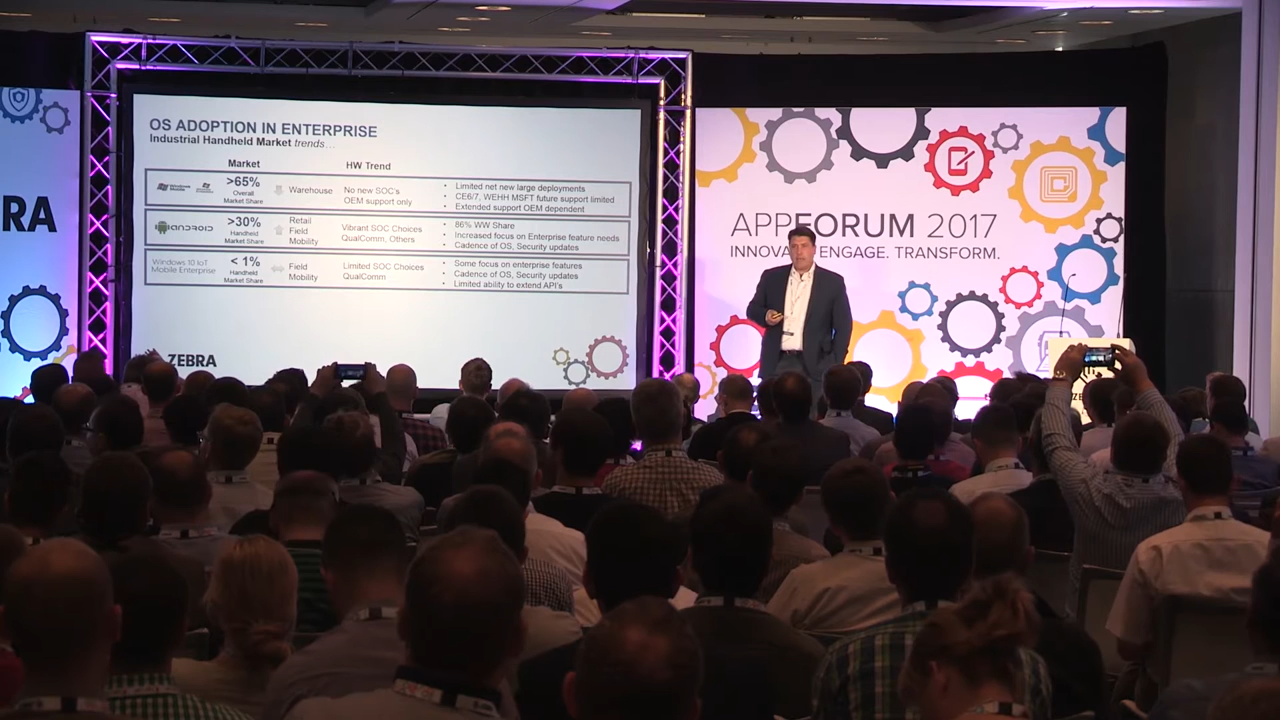 OS ADOPTION IN ENTERPRISE
Industrial Handheld Market trends...
Market HW Trend
Windows Mobile >65% Overall Market Share Warehouse No new SOC's OEM support only
• Limited net new large deployments
• CE6/7, WEHH MSFT future support limited
• Extended support OEM dependent
ANDROID >30% Handheld Market Share Retail Field Mobility Vibrant SOC Choices QualComm, Others
• 86% WW Share
• Increased focus on Enterprise feature needs
• Cadence of OS, Security updates
Windows 10 IoT Mobile Enterprise < 1% Handheld Market Share Field Mobility Limited SOC Choices QualComm
• Some focus on enterprise features
• Cadence of OS, Security updates
• Limited ability to extend API's
ZEBRA
RA
APPFORUM 2017
INNOVA ENGAGE. TRANSFORM.
ZEB